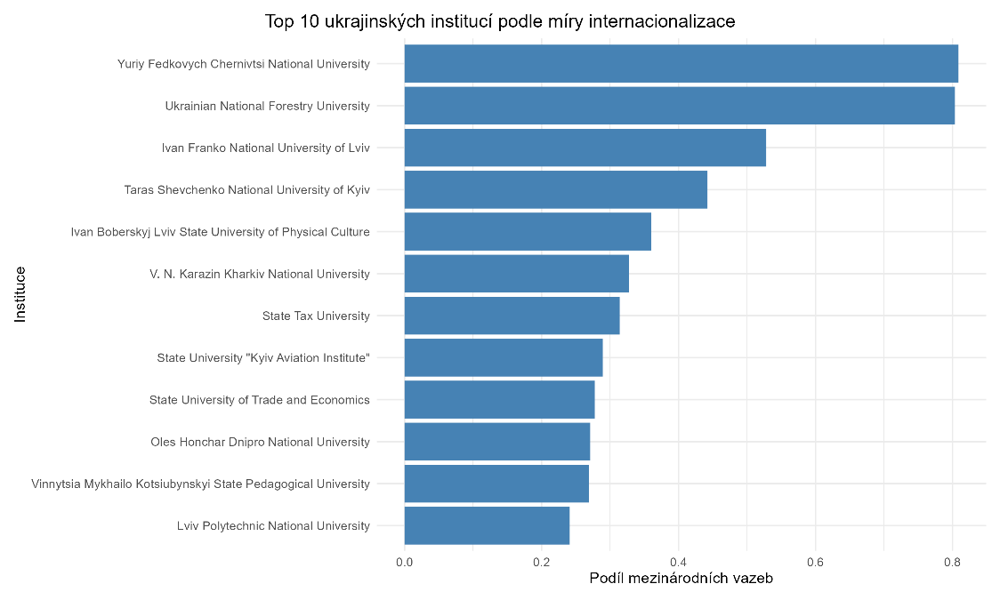 Top 10 ukrajinských institucí podle míry internacionalizace
Instituce
Yuriy Fedkovych Chernivtsi National University
Ukrainian National Forestry University
Ivan Franko National University of Lviv
Taras Shevchenko National University of Kyiv
Ivan Boberskyj Lviv State University of Physical Culture
V. N. Karazin Kharkiv National University
State Tax University
State University "Kyiv Aviation Institute"
State University of Trade and Economics
Oles Honchar Dnipro National University
Vinnytsia Mykhailo Kotsiubynskyi State Pedagogical University
Lviv Polytechnic National University
0.0 0.2 0.4 0.6 0.8
Podíl mezinárodních vazeb